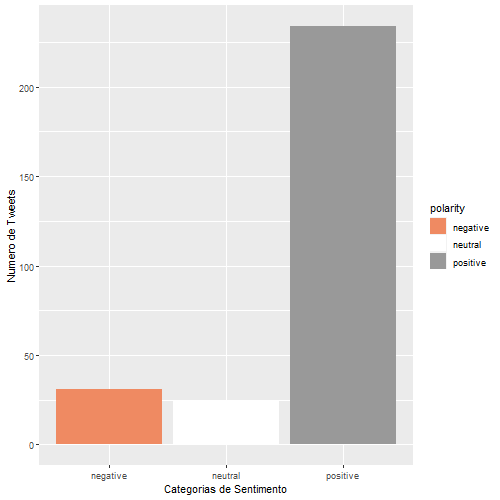 200
150
100
50
0
Numero de Tweets
negative
neutral
positive
Categorias de Sentimento
polarity
negative
neutral
positive